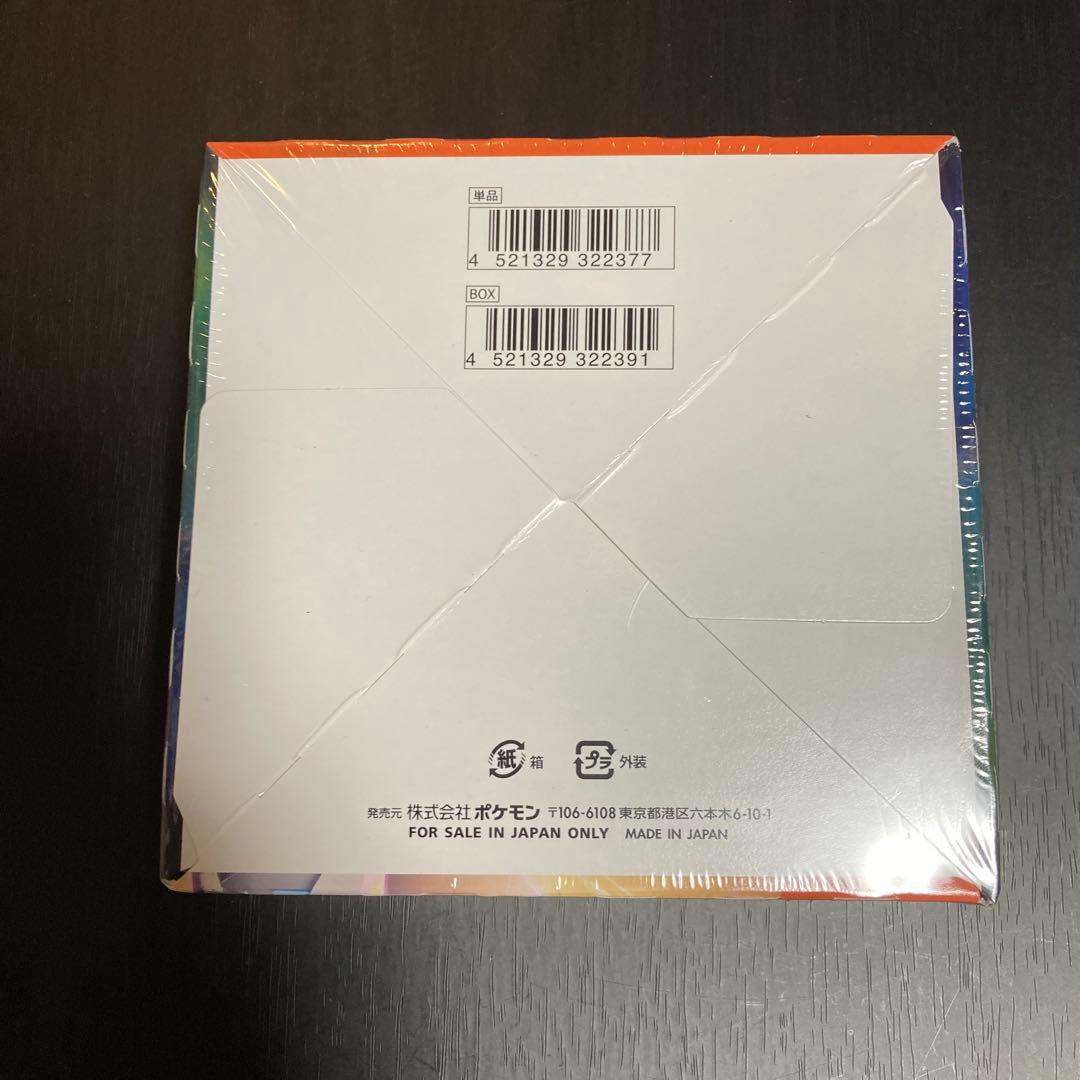 単品
4 521329 322377
BOX
4 521329 322391
紙 箱 プラ 外装
発売元 株式会社ポケモン 〒106-6108 東京都港区六本木6-10-1
FOR SALE IN JAPAN ONLY MADE IN JAPAN